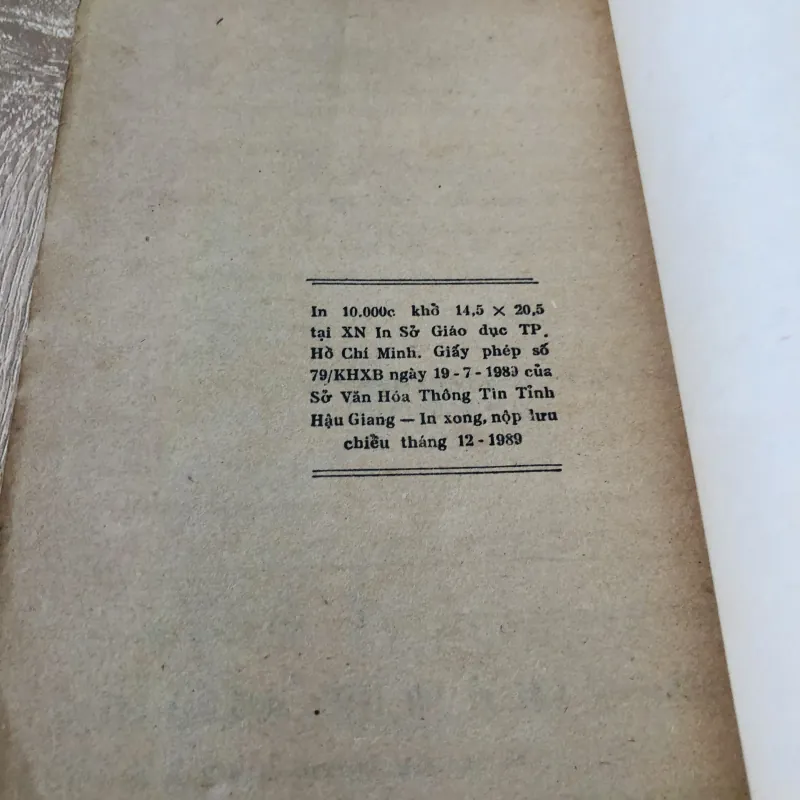 In 10.000c khổ 14,5 × 20,5
tại XN In Sở Giáo dục TP.
Hồ Chí Minh. Giấy phép số
79/KHXB ngày 19-7-1989 của
Sở Văn Hóa Thông Tin Tỉnh
Hậu Giang — In xong, nộp lưu
chiều tháng 12-1989